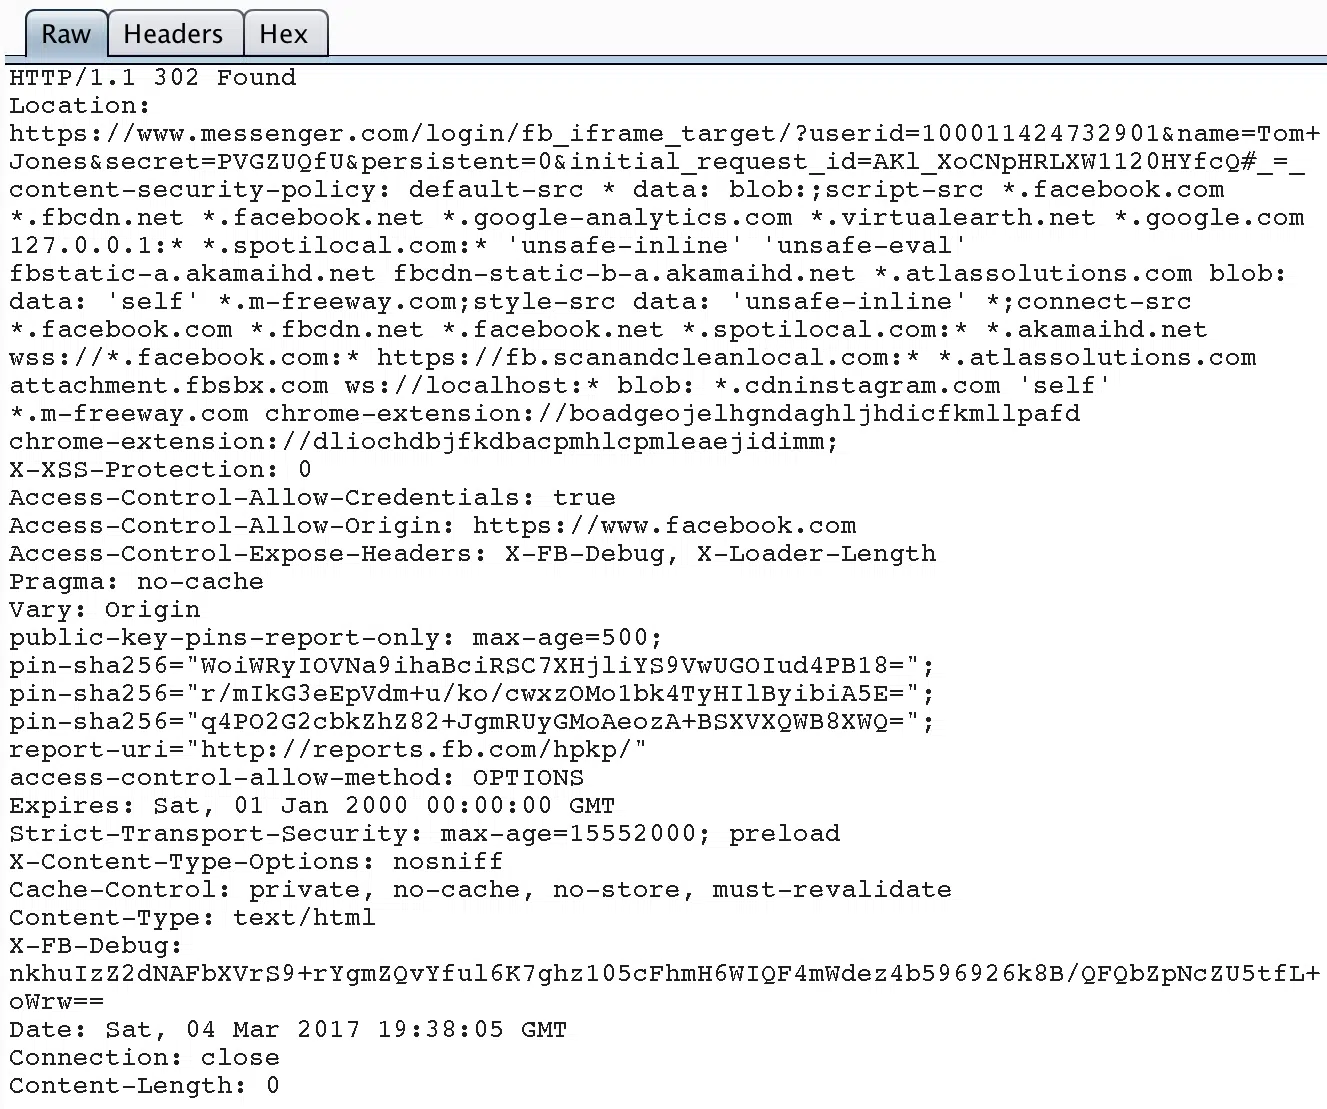 Raw Headers Hex
HTTP/1.1 302 Found
Location:
https://www.messenger.com/login/fb_iframe_target/?userid=100011424732901&name=Tom+
Jones&secret=PVGZUQfU&persistent=0&initial_request_id=AKl_XoCNpHRLXW1120HYfcQ#_=_
content-security-policy: default-src * data: blob:;script-src *.facebook.com
*.fbcdn.net *.facebook.net *.google-analytics.com *.virtualearth.net *.google.com
127.0.0.1:* *.spotilocal.com:* 'unsafe-inline' 'unsafe-eval'
fbstatic-a.akamaihd.net fbcdn-static-b-a.akamaihd.net *.atlassolutions.com blob:
data: 'self' *.m-freeway.com;style-src data: 'unsafe-inline' *;connect-src
*.facebook.com *.fbcdn.net *.facebook.net *.spotilocal.com:* *.akamaihd.net
wss://*.facebook.com:* https://fb.scanandcleanlocal.com:* *.atlassolutions.com
attachment.fbsbx.com ws://localhost:* blob: *.cdninstagram.com 'self'
*.m-freeway.com chrome-extension://boadgeojelhgndaghljhdicfkmllpafd
chrome-extension://dliochdbjfkdbacpmhlcpmleaejidimm;
X-XSS-Protection: 0
Access-Control-Allow-Credentials: true
Access-Control-Allow-Origin: https://www.facebook.com
Access-Control-Expose-Headers: X-FB-Debug, X-Loader-Length
Pragma: no-cache
Vary: Origin
public-key-pins-report-only: max-age=500;
pin-sha256="WoiWRyIOVNa9ihaBciRSC7XHjliYS9VwUGOIud4PB18=";
pin-sha256="r/mIkG3eEpVdm+u/ko/cwxzOMo1bk4TyHIlByibiA5E=";
pin-sha256="q4PO2G2cbkZhZ82+JgmRUyGMoAeozA+BSXVXQWB8XWQ=";
report-uri="http://reports.fb.com/hpkp/"
access-control-allow-method: OPTIONS
Expires: Sat, 01 Jan 2000 00:00:00 GMT
Strict-Transport-Security: max-age=15552000; preload
X-Content-Type-Options: nosniff
Cache-Control: private, no-cache, no-store, must-revalidate
Content-Type: text/html
X-FB-Debug:
nkhuIzZ2dNAFbXVrS9+rYgmZQvYful6K7ghz105cFhmH6WIQF4mWdez4b596926k8B/QFQbZpNcZU5tfL+
oWrw==
Date: Sat, 04 Mar 2017 19:38:05 GMT
Connection: close
Content-Length: 0